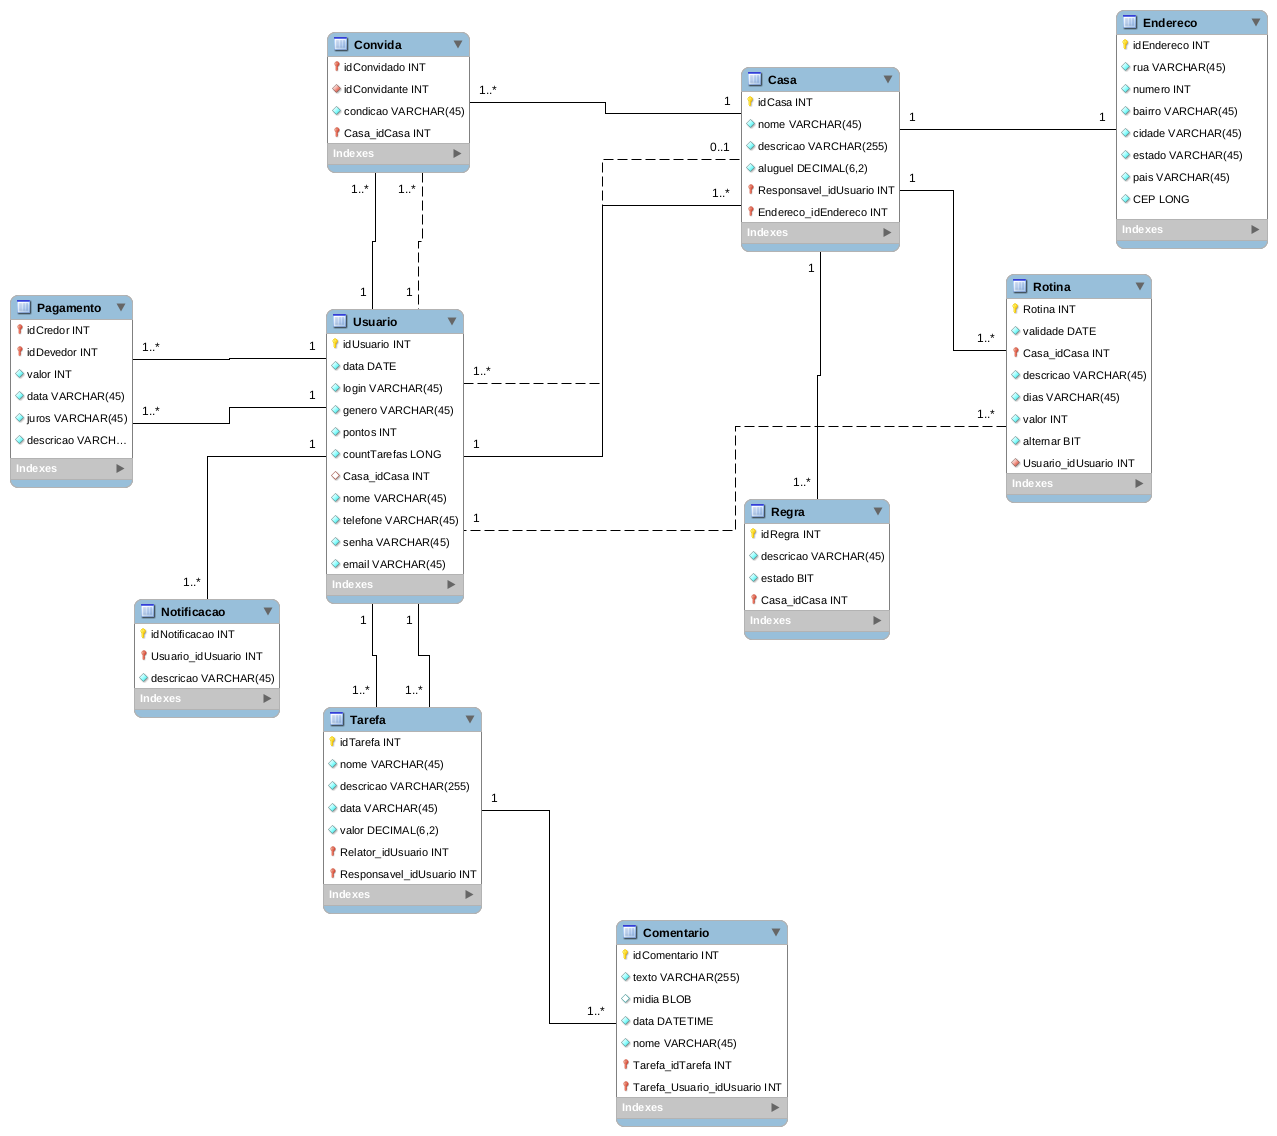 Convida
idConvidado INT
idConvidante INT
condicao VARCHAR(45)
Casa_idCasa INT
Indexes
Casa
idCasa INT
nome VARCHAR(45)
descricao VARCHAR(255)
aluguel DECIMAL(6,2)
Responsavel_idUsuario INT
Endereco_idEndereco INT
Indexes
Endereco
idEndereco INT
rua VARCHAR(45)
numero INT
bairro VARCHAR(45)
cidade VARCHAR(45)
estado VARCHAR(45)
pais VARCHAR(45)
CEP LONG
Indexes
1..*
1
1
1
0..1
1..*
1
1..*
1..*
1
1
1
1..*
Pagamento
idCredor INT
idDevedor INT
valor INT
data VARCHAR(45)
juros VARCHAR(45)
descricao VARCH...
Indexes
1..*
1
1..*
1
1
1..*
Usuario
idUsuario INT
data DATE
login VARCHAR(45)
genero VARCHAR(45)
pontos INT
countTarefas LONG
Casa_idCasa INT
nome VARCHAR(45)
telefone VARCHAR(45)
senha VARCHAR(45)
email VARCHAR(45)
Indexes
1..*
1
1
1..*
1..*
Rotina
Rotina INT
validade DATE
Casa_idCasa INT
descricao VARCHAR(45)
dias VARCHAR(45)
valor INT
alternar BIT
Usuario_idUsuario INT
Indexes
Regra
idRegra INT
descricao VARCHAR(45)
estado BIT
Casa_idCasa INT
Indexes
Notificacao
idNotificacao INT
Usuario_idUsuario INT
descricao VARCHAR(45)
Indexes
1
1
1..*
1..*
Tarefa
idTarefa INT
nome VARCHAR(45)
descricao VARCHAR(255)
data VARCHAR(45)
valor DECIMAL(6,2)
Relator_idUsuario INT
Responsavel_idUsuario INT
Indexes
1
1..*
Comentario
idComentario INT
texto VARCHAR(255)
midia BLOB
data DATETIME
nome VARCHAR(45)
Tarefa_idTarefa INT
Tarefa_Usuario_idUsuario INT
Indexes